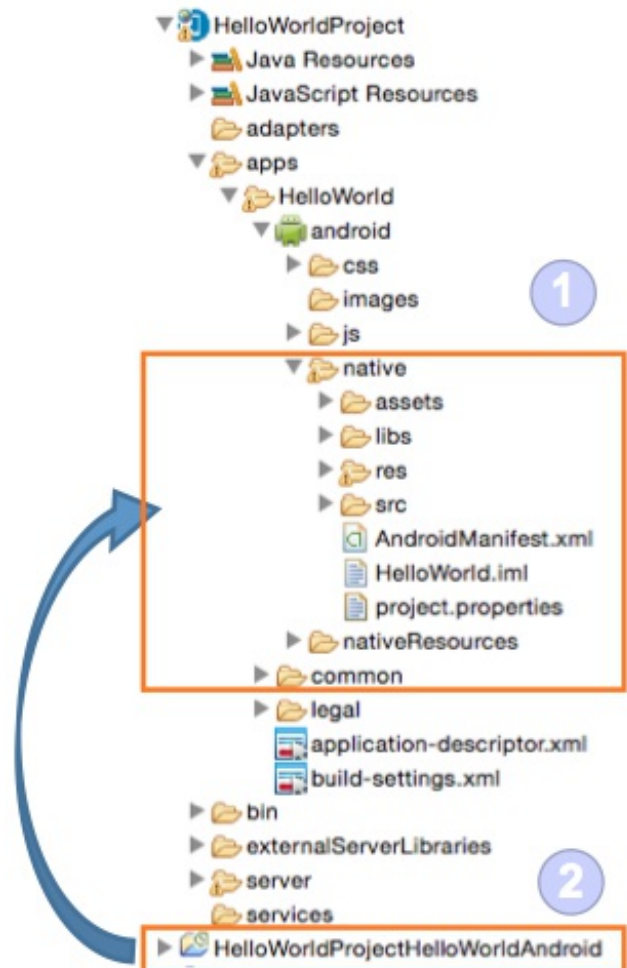 HelloWorldProject
Java Resources
JavaScript Resources
adapters
apps
HelloWorld
android
css
images
1
js
native
assets
libs
res
src
AndroidManifest.xml
HelloWorld.iml
project.properties
nativeResources
common
legal
application-descriptor.xml
build-settings.xml
bin
externalServerLibraries
server
2
services
HelloWorldProjectHelloWorldAndroid